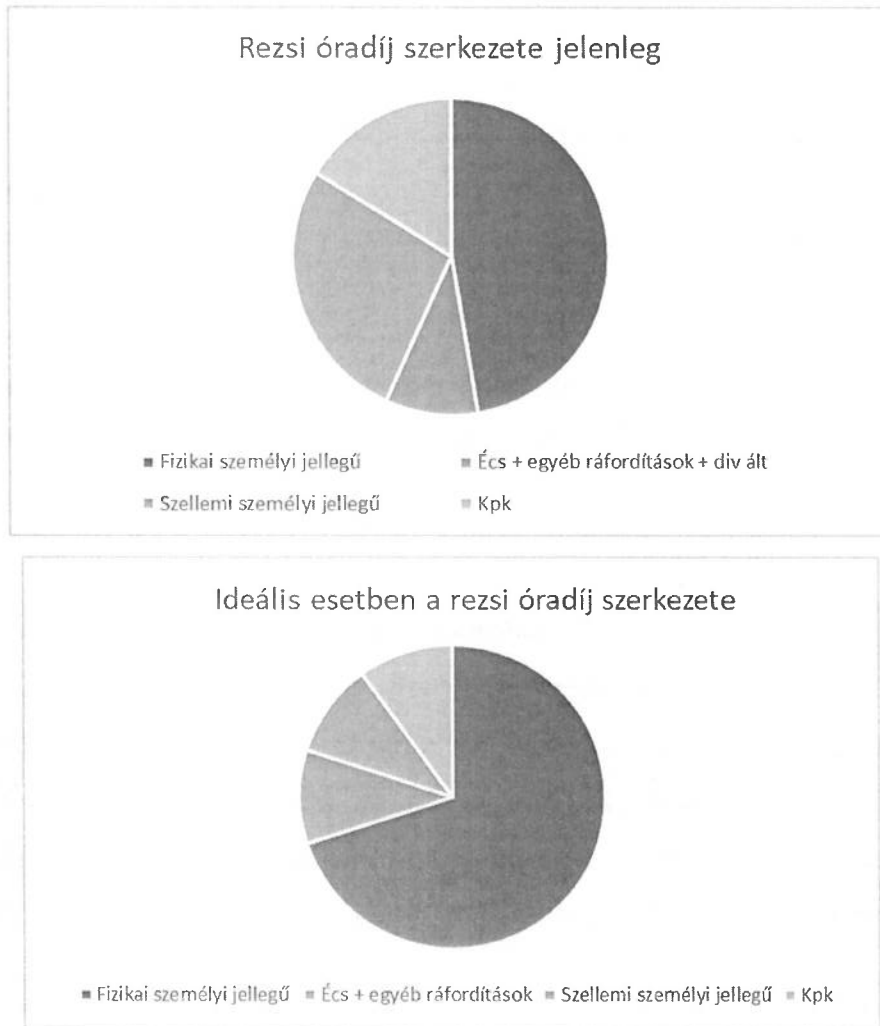 Rezsi óradíj szerkezete jelenleg
Fizikai személyi jellegű
Écs + egyéb ráfordítások + div ált
Szellemi személyi jellegű
Kpk
Ideális esetben a rezsi óradíj szerkezete
Fizikai személyi jellegű Écs + egyéb ráfordítások Szellemi személyi jellegű Kpk